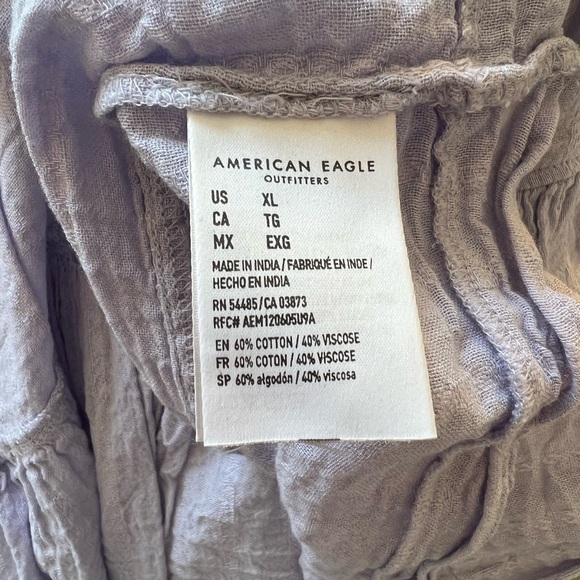 AMERICAN EAGLE
OUTFITTERS
US XL
CA TG
MX EXG
MADE IN INDIA / FABRIQUÉ EN INDE /
HECHO EN INDIA
RN 54485/CA 03873
RFC# AEM120605U9A
EN 60% COTTON / 40% VISCOSE
FR 60% COTON / 40% VISCOSE
SP 60% algodón / 40% viscosa